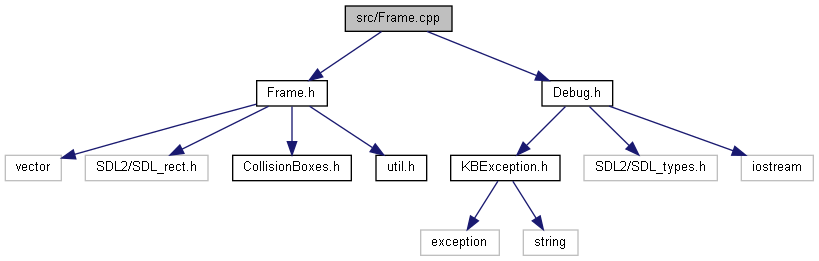 src/Frame.cpp
Frame.h
Debug.h
vector
SDL2/SDL_rect.h
CollisionBoxes.h
util.h
KBException.h
SDL2/SDL_types.h
iostream
exception
string